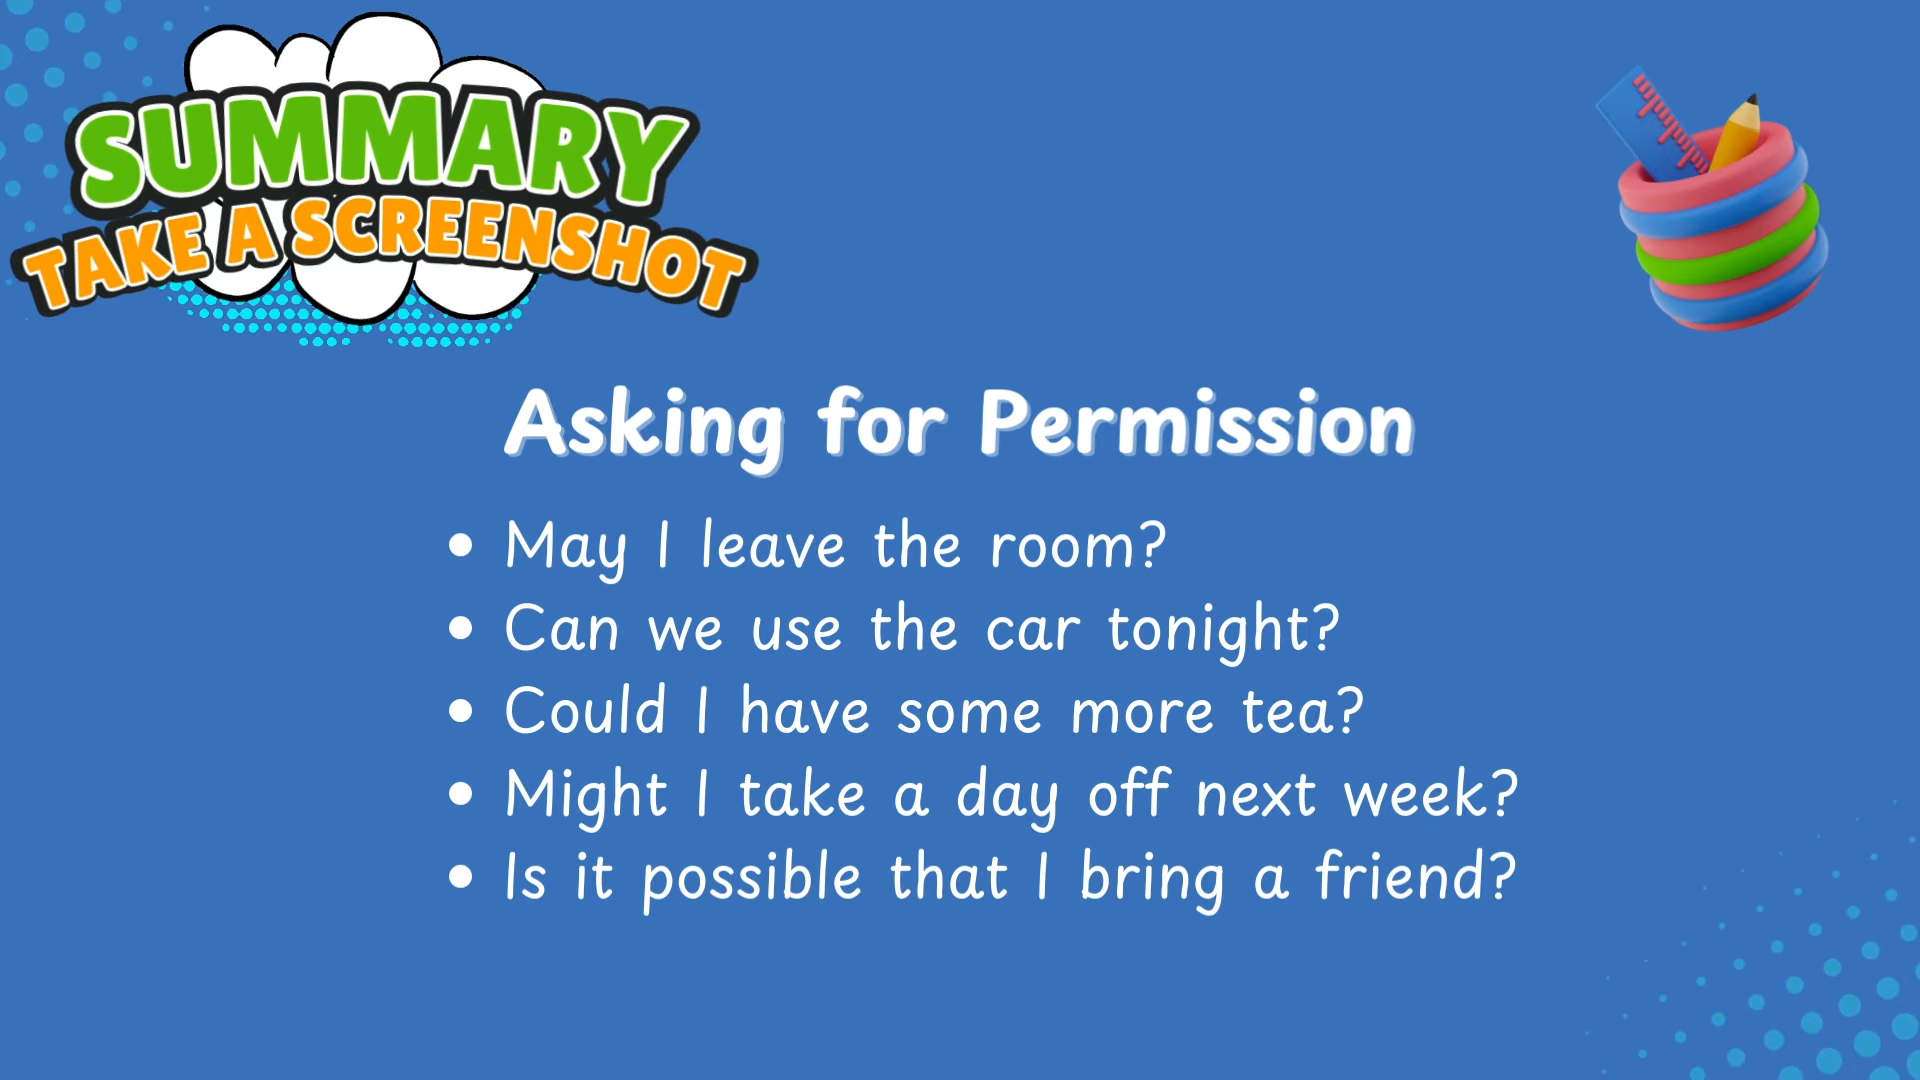 SUMMARY
TAKE A SCREENSHOT
Asking for Permission
• May I leave the room?
• Can we use the car tonight?
• Could I have some more tea?
• Might I take a day off next week?
• Is it possible that I bring a friend?